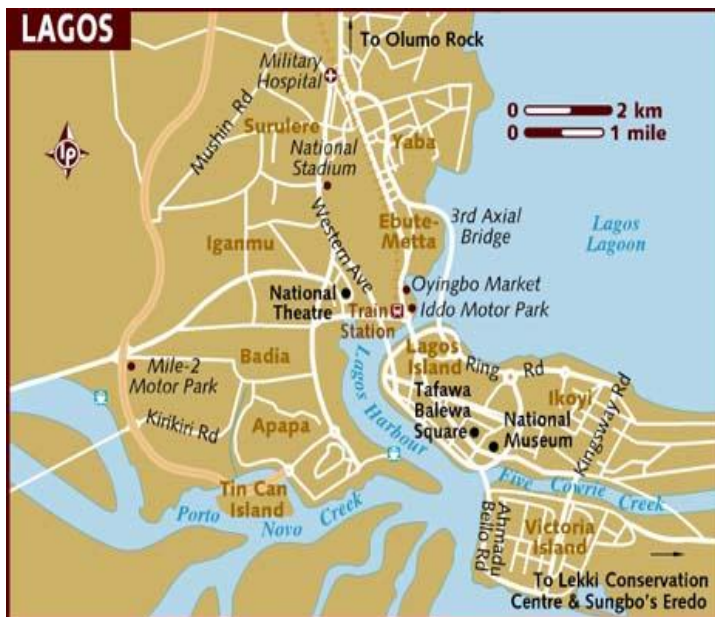 LAGOS
To Olumo Rock
Military
Hospital
0 2 km
0 1 mile
Mushin Rd
Surulere
Yaba
National
Stadium
lp
Western Ave
Ebute-
Metta
3rd Axial
Bridge
Lagos
Lagoon
Iganmu
National
Theatre
Oyingbo Market
Iddo Motor Park
Train
Station
Badia
Lagos
Island
Ring Rd
Mile-2
Motor Park
Lagos Harbour
Tafawa
Balewa
Square
Ikoyi
Kingsway Rd
National
Museum
Kirikiri Rd
Apapa
Tin Can
Island
Porto Novo Creek
Five Cowrie Creek
Ahmadu
Bello Rd
Victoria
Island
To Lekki Conservation
Centre & Sungbo's Eredo